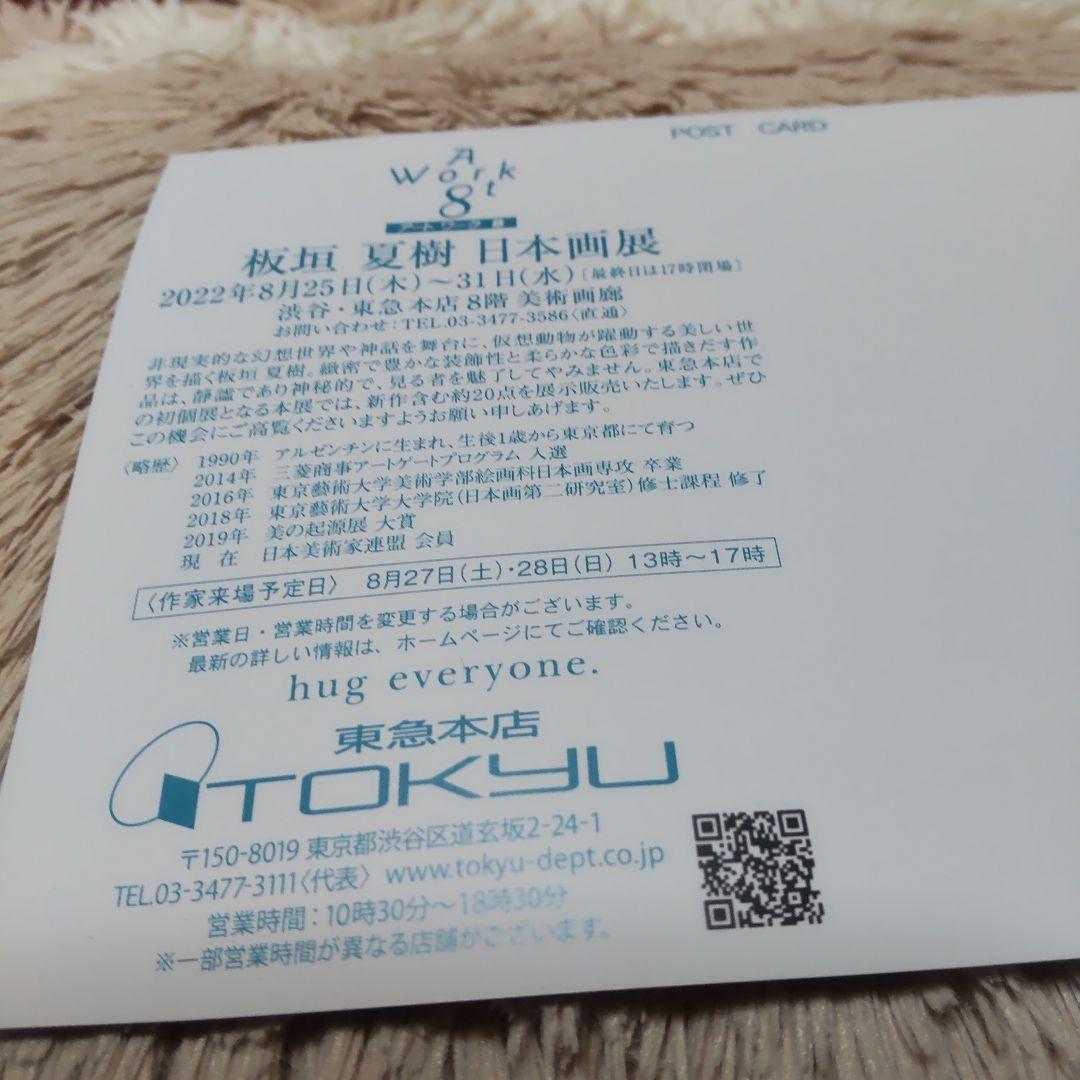 POST CARD
Art Work 8
アートワーク8
板垣 夏樹 日本画展
2022年8月25日(木)~31日(水)[最終日は17時閉場]
渋谷・東急本店 8階 美術画廊
お問い合わせ:TEL.03-3477-3586〈直通〉
非現実的な幻想世界や神話を舞台に、仮想動物が躍動する美しい世
界を描く板垣 夏樹。緻密で豊かな装飾性と柔らかな色彩で描きだす作
品は、静謐であり神秘的で、見る者を魅了してやみません。東急本店で
の初個展となる本展では、新作含む約20点を展示販売いたします。ぜひ
この機会にご高覧くださいますようお願い申しあげます。
〈略歴〉 1990年 アルゼンチンに生まれ、生後1歳から東京都にて育つ
2014年 三菱商事アートゲートプログラム 入選
2016年 東京藝術大学美術学部絵画科日本画専攻 卒業
2018年 東京藝術大学大学院(日本画第二研究室)修士課程 修了
2019年 美の起源展 大賞
現 在 日本美術家連盟 会員
〈作家来場予定日〉 8月27日(土)・28日(日) 13時~17時
※営業日・営業時間を変更する場合がございます。
最新の詳しい情報は、ホームページにてご確認ください。
hug everyone.
東急本店
TOKYU
〒150-8019 東京都渋谷区道玄坂2-24-1
TEL.03-3477-3111〈代表〉 www.tokyu-dept.co.jp
営業時間:10時30分~18時30分
※一部営業時間が異なる店舗がございます。